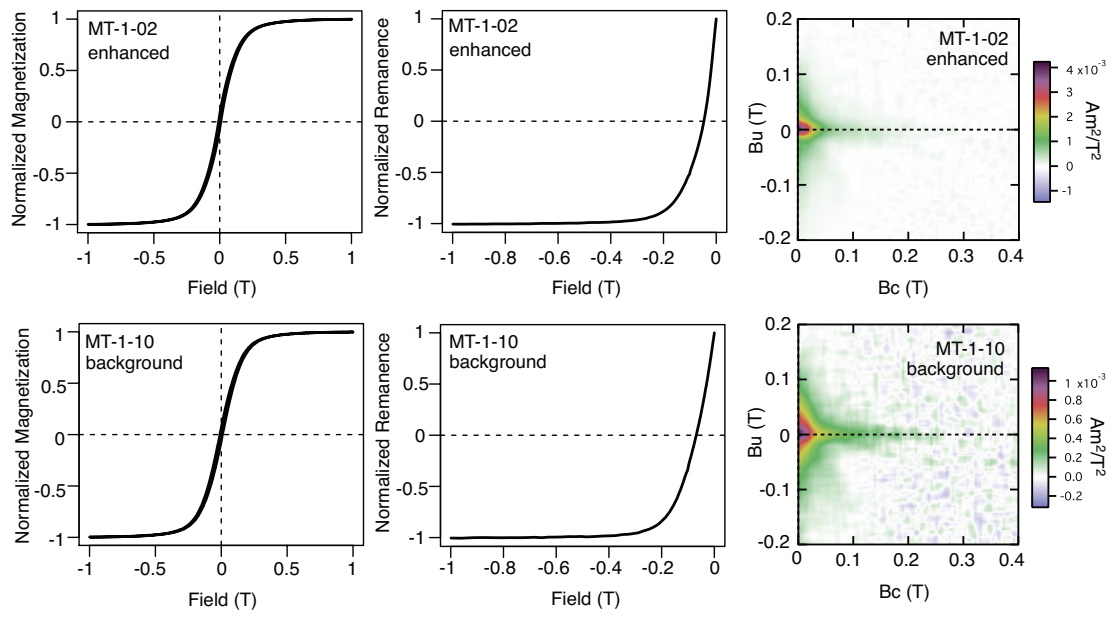 Normalized Magnetization
1
0.5
0
-0.5
-1
MT-1-02
enhanced
-1
-0.5
0
0.5
1
Field (T)
Normalized Remanence
1
0.5
0
-0.5
-1
MT-1-02
enhanced
-1
-0.8
-0.6
-0.4
-0.2
0
Field (T)
Bu (T)
0.2
0.1
0
-0.1
-0.2
MT-1-02
enhanced
0
0.1
0.2
0.3
0.4
Bc (T)
4 x10⁻³
3
2
1
0
-1
Am²/T²
Normalized Magnetization
1
0.5
0
-0.5
-1
MT-1-10
background
-1
-0.5
0
0.5
1
Field (T)
Normalized Remanence
1
0.5
0
-0.5
-1
MT-1-10
background
-1
-0.8
-0.6
-0.4
-0.2
0
Field (T)
Bu (T)
0.2
0.1
0
-0.1
-0.2
MT-1-10
background
0
0.1
0.2
0.3
0.4
Bc (T)
1 x10⁻³
0.8
0.6
0.4
0.2
0.0
-0.2
Am²/T²